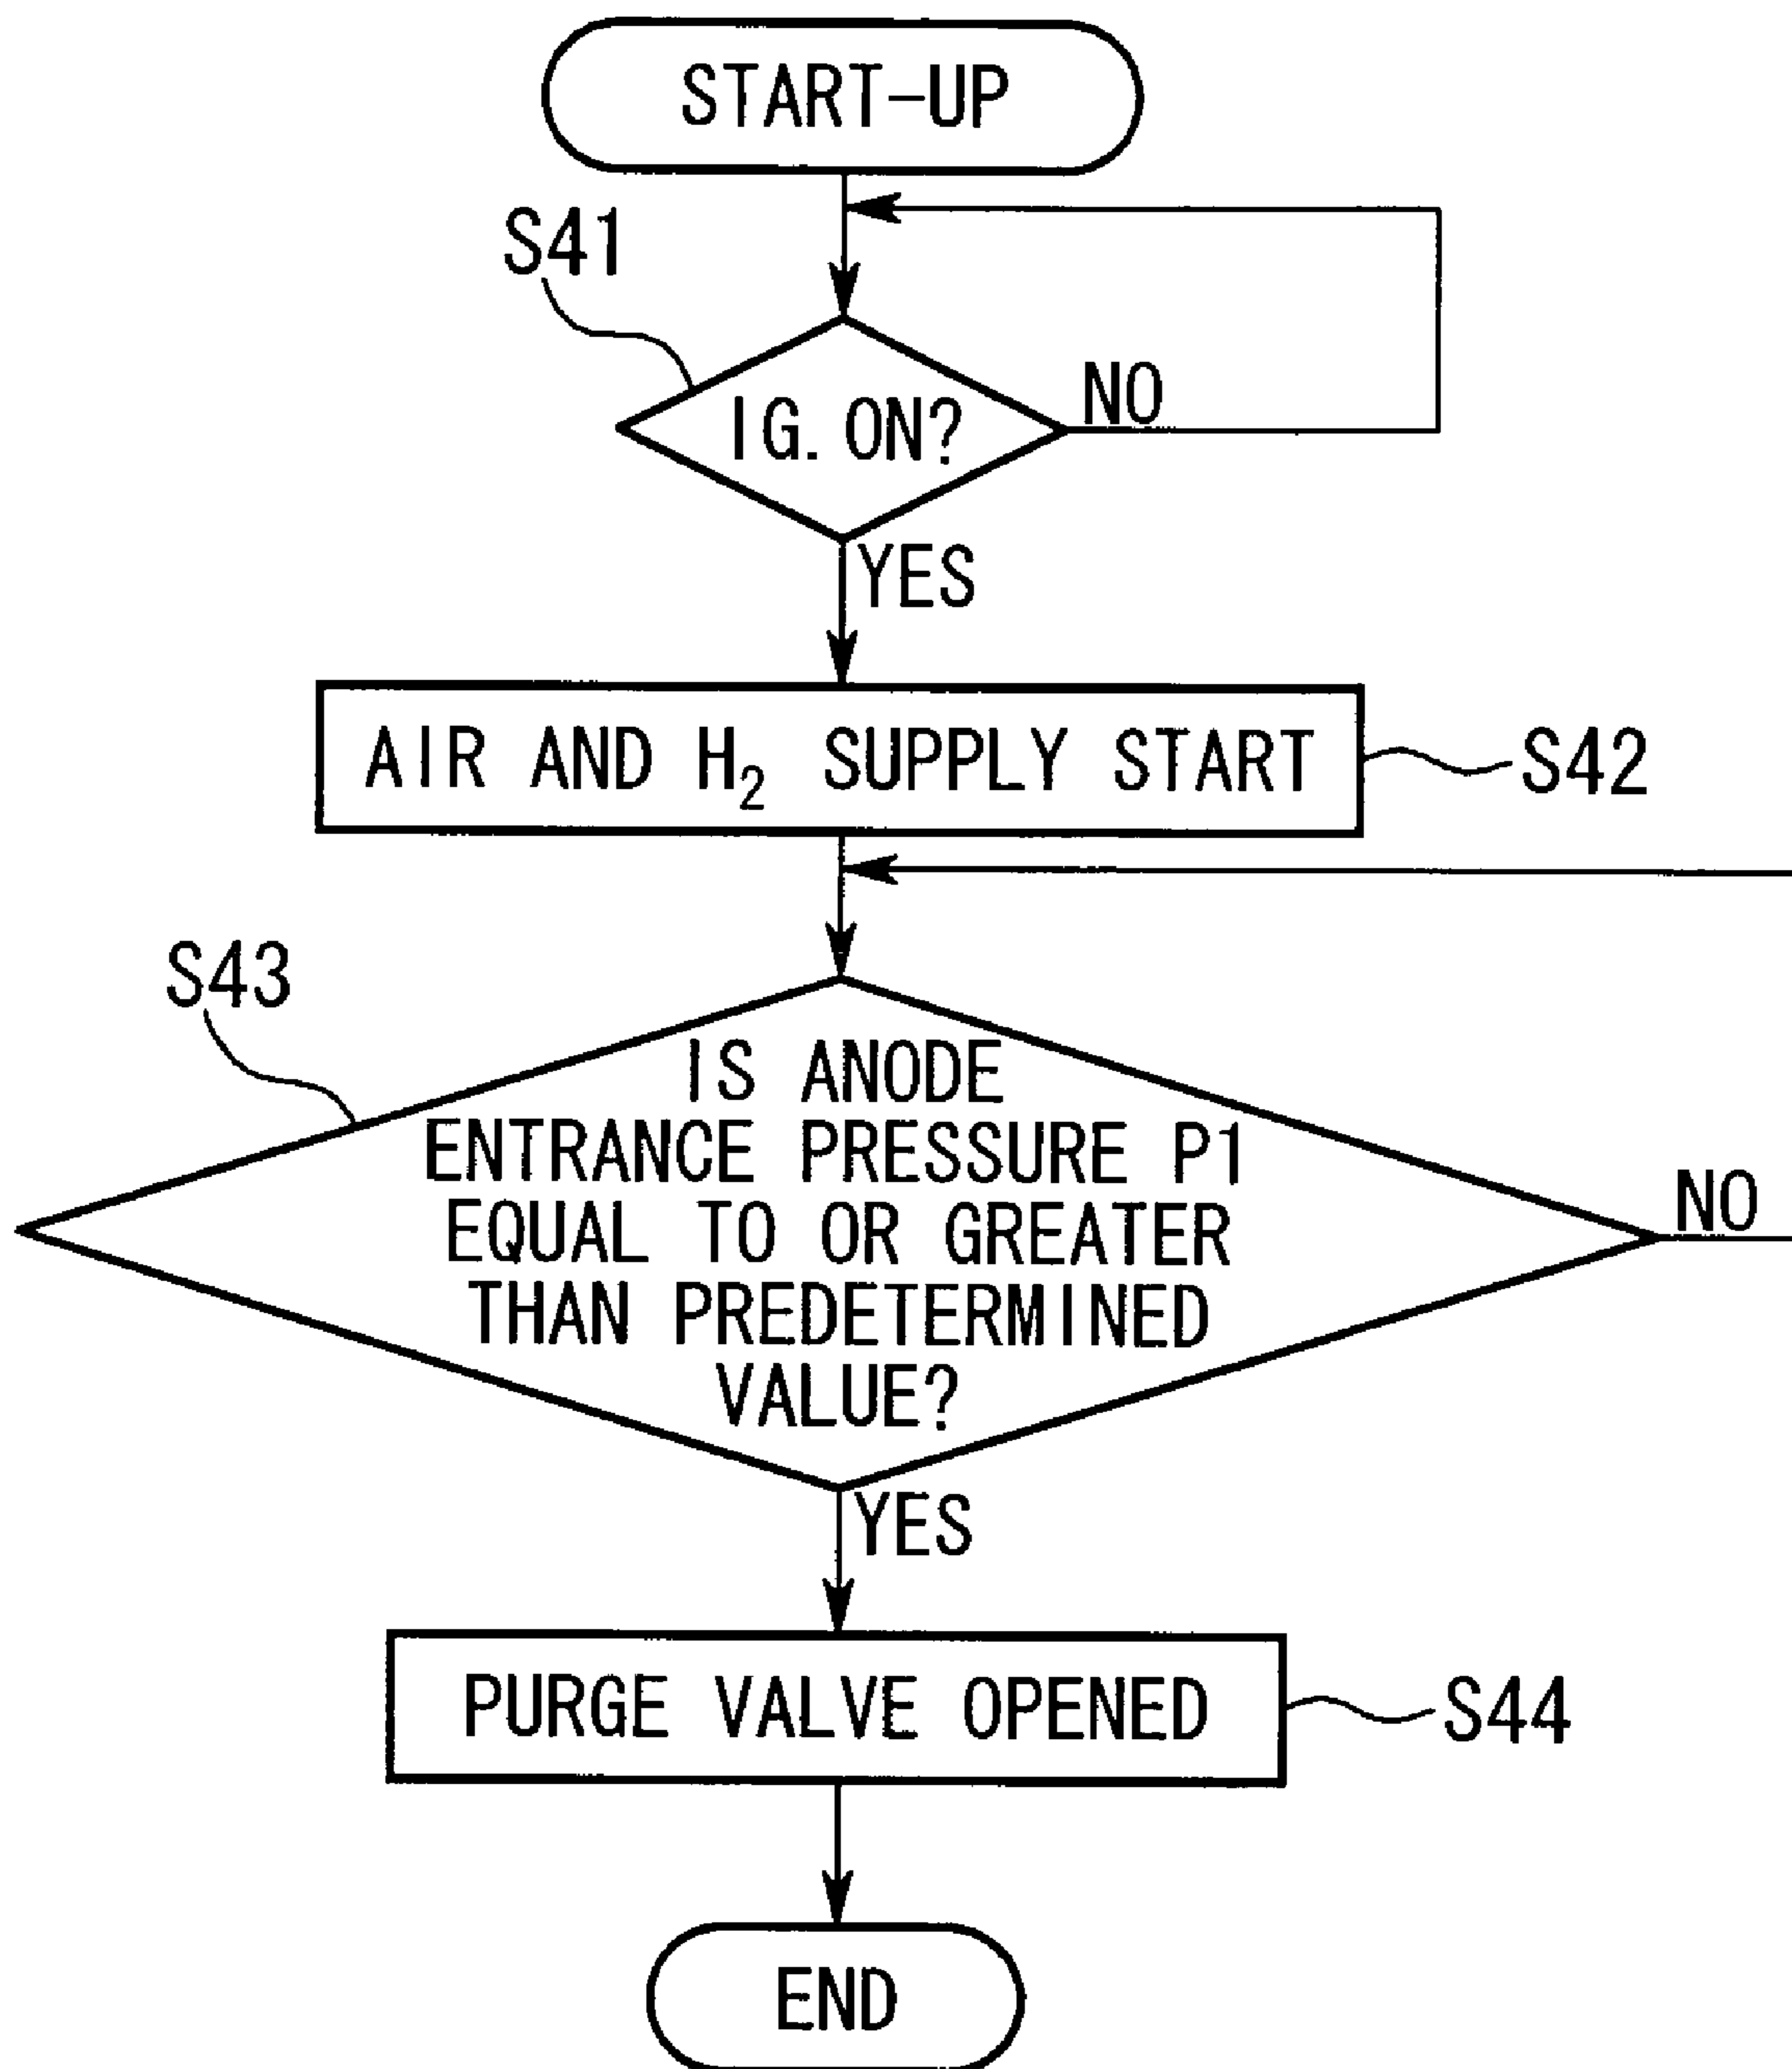 START-UP
S41
IG. ON?
NO
YES
AIR AND H₂ SUPPLY START
S42
S43
IS ANODE
ENTRANCE PRESSURE P1
EQUAL TO OR GREATER
THAN PREDETERMINED
VALUE?
NO
YES
PURGE VALVE OPENED
S44
END